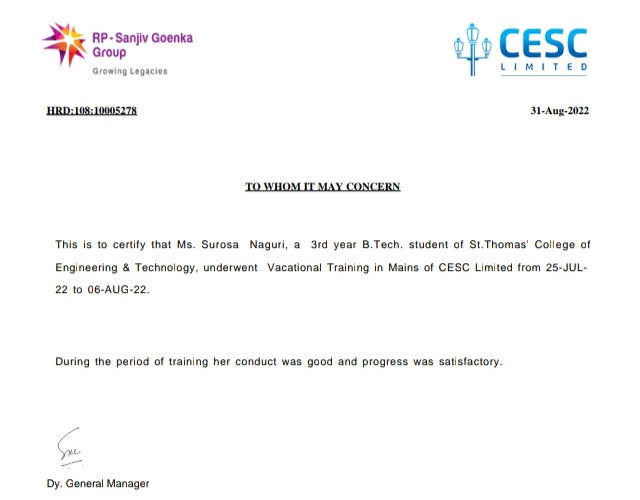 RP-Sanjiv Goenka
Group
Growing Legacies
CESC
LIMITED
HRD:108:10005278
31-Aug-2022
TO WHOM IT MAY CONCERN
This is to certify that Ms. Surosa Naguri, a 3rd year B.Tech. student of St.Thomas' College of
Engineering & Technology, underwent Vacational Training in Mains of CESC Limited from 25-JUL-
22 to 06-AUG-22.
During the period of training her conduct was good and progress was satisfactory.
Dy. General Manager